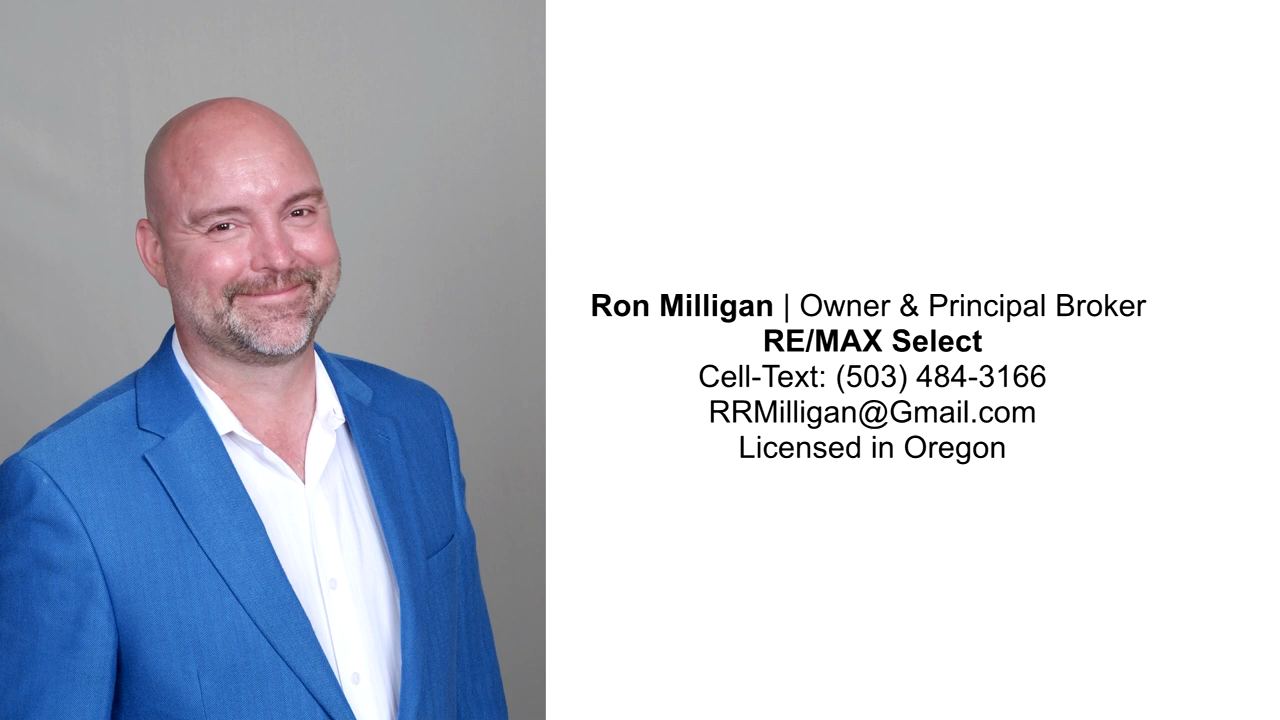 Ron Milligan | Owner & Principal Broker
RE/MAX Select
Cell-Text: (503) 484-3166
RRMilligan@Gmail.com
Licensed in Oregon